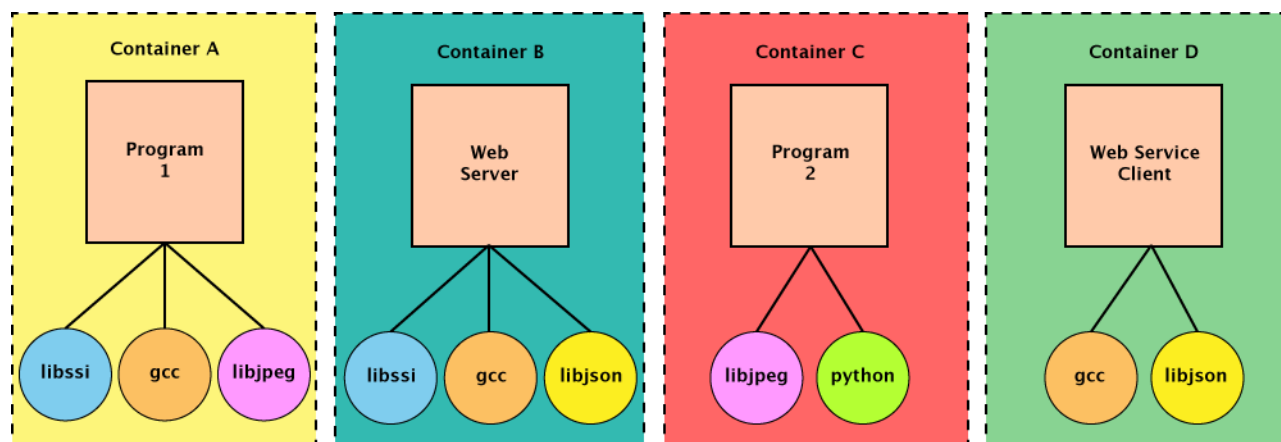 Container A
Program
1
libssi
gcc
libjpeg
Container B
Web
Server
libssi
gcc
libjson
Container C
Program
2
libjpeg
python
Container D
Web Service
Client
gcc
libjson